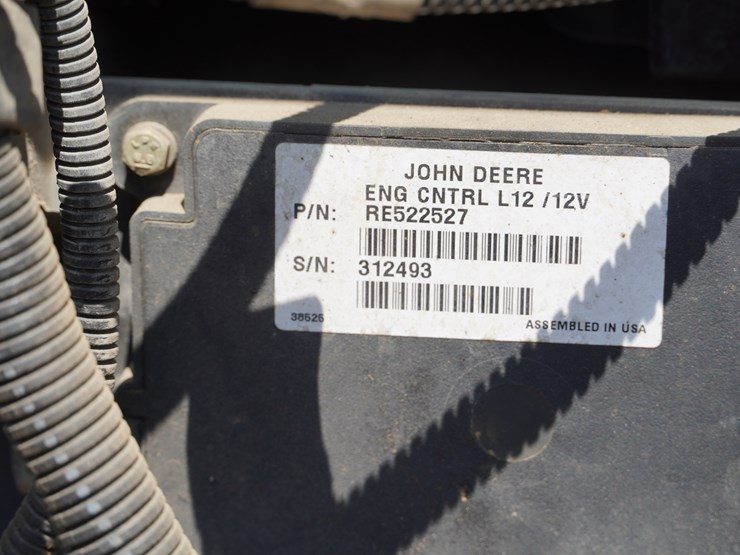 JOHN DEERE
ENG CNTRL L12 /12V
P/N: RE522527
S/N: 312493
38526 ASSEMBLED IN USA